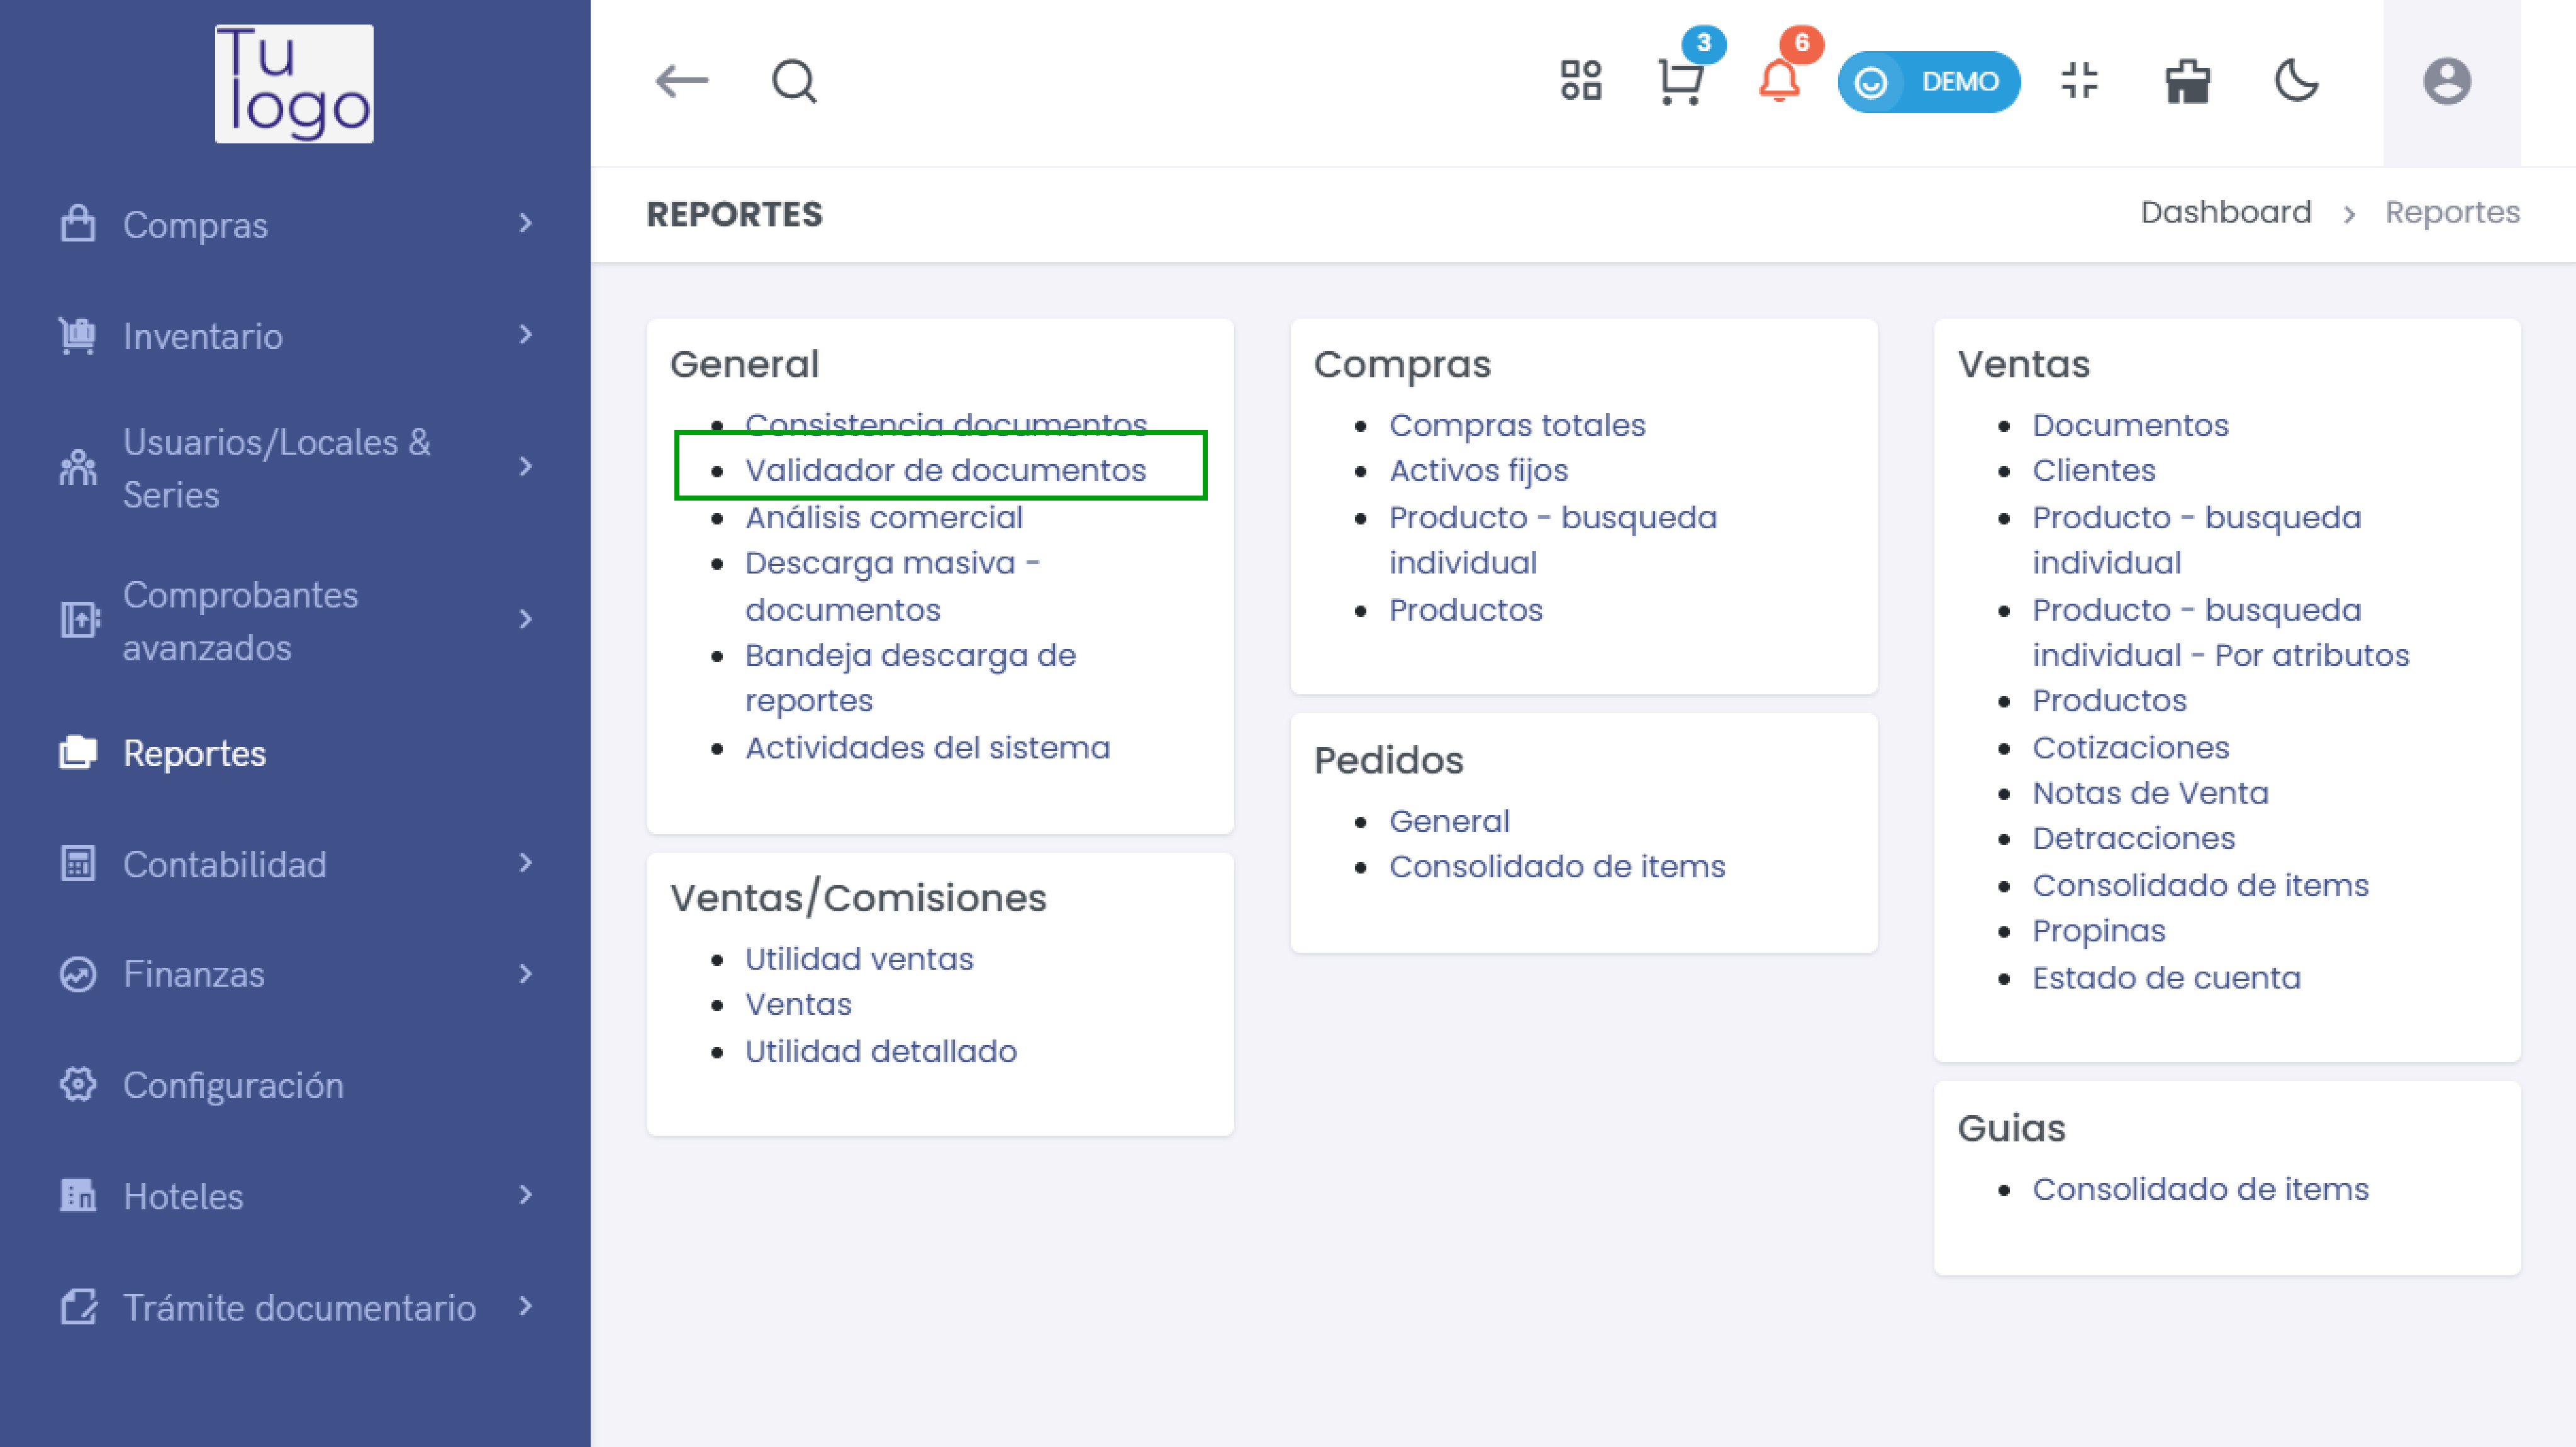 Tu
logo
Compras
Inventario
Usuarios/Locales &
Series
Comprobantes
avanzados
Reportes
Contabilidad
Finanzas
Configuración
Hoteles
Trámite documentario
3
6
DEMO
REPORTES
Dashboard > Reportes
General
Consistencia documentos
Validador de documentos
Análisis comercial
Descarga masiva -
documentos
Bandeja descarga de
reportes
Actividades del sistema
Ventas/Comisiones
Utilidad ventas
Ventas
Utilidad detallado
Compras
Compras totales
Activos fijos
Producto - busqueda
individual
Productos
Pedidos
General
Consolidado de items
Ventas
Documentos
Clientes
Producto - busqueda
individual
Producto - busqueda
individual - Por atributos
Productos
Cotizaciones
Notas de Venta
Detracciones
Consolidado de items
Propinas
Estado de cuenta
Guias
Consolidado de items